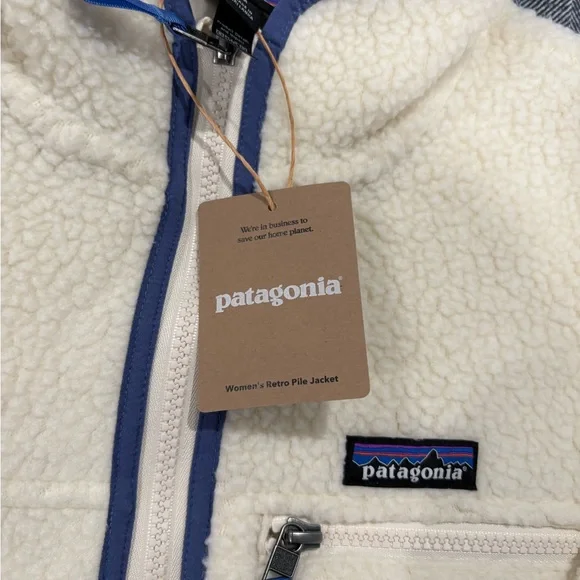 We're in business to
save our home planet.
patagonia®
Women's Retro Pile Jacket
patagonia®